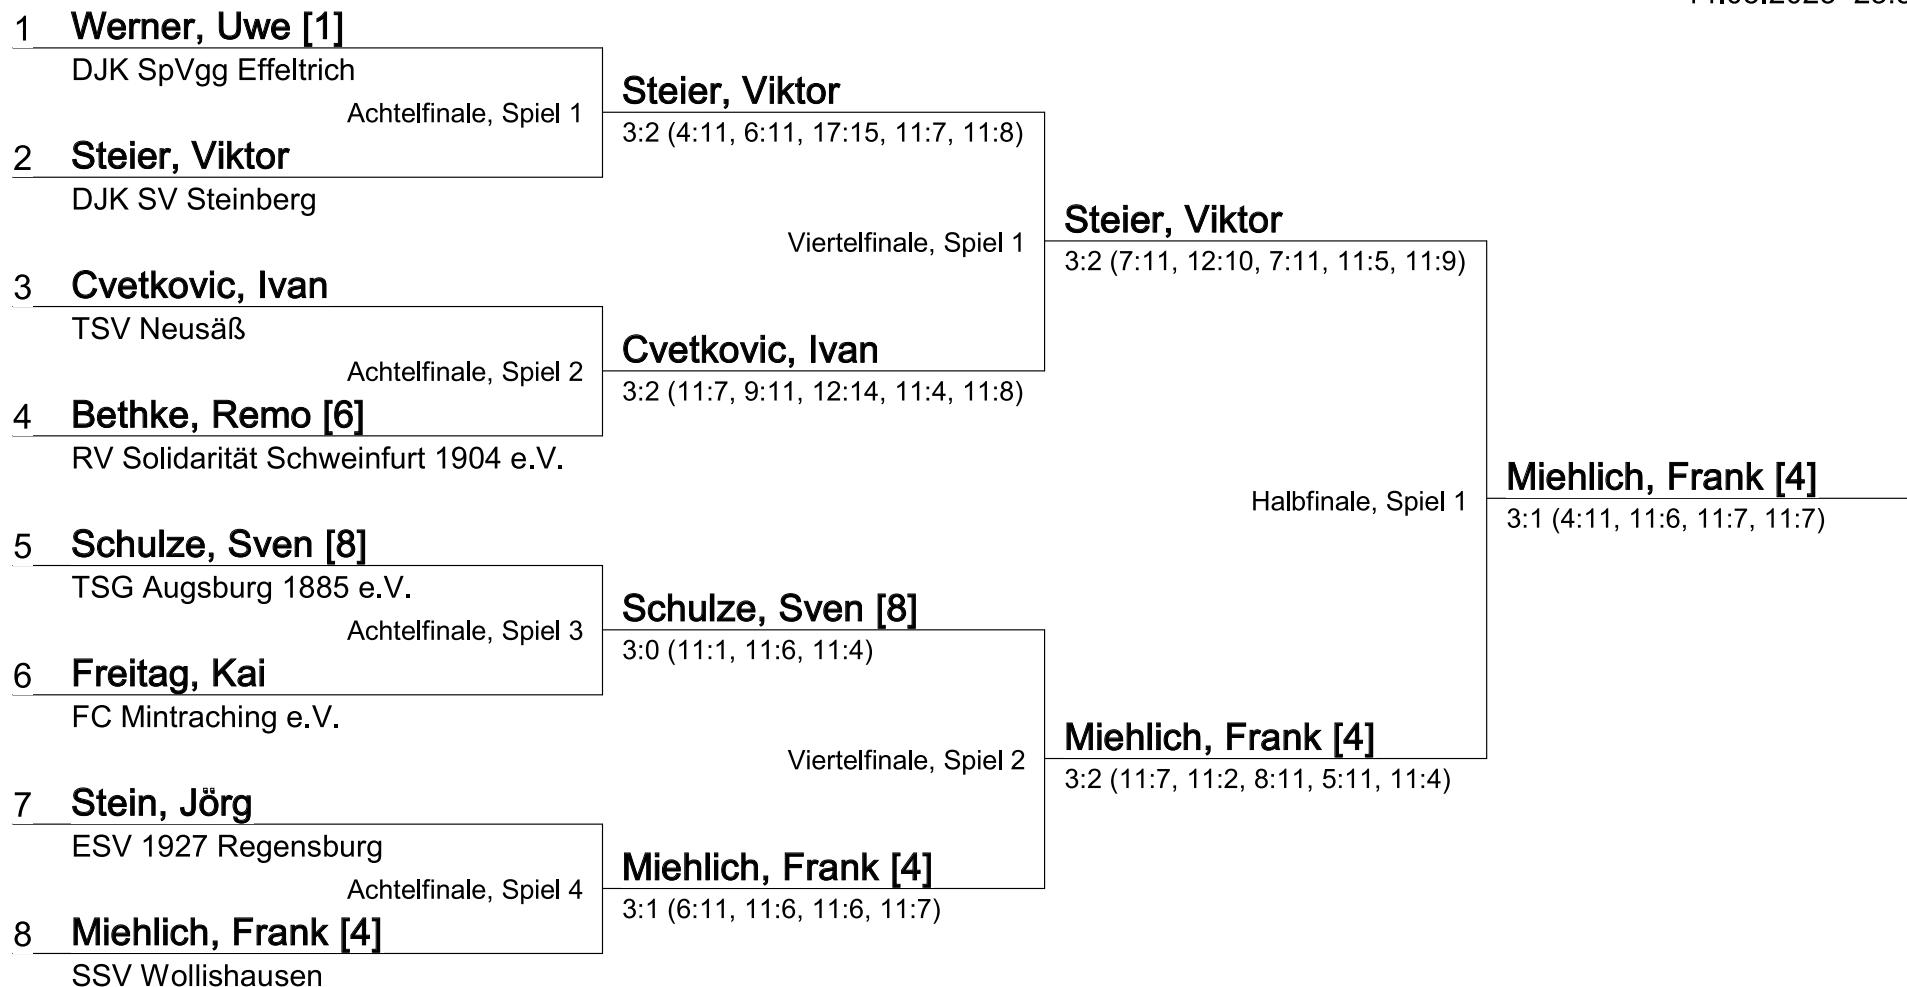 1 Werner, Uwe [1]
DJK SpVgg Effeltrich
Achtelfinale, Spiel 1
Steier, Viktor
3:2 (4:11, 6:11, 17:15, 11:7, 11:8)
2 Steier, Viktor
DJK SV Steinberg
Viertelfinale, Spiel 1
Steier, Viktor
3:2 (7:11, 12:10, 7:11, 11:5, 11:9)
3 Cvetkovic, Ivan
TSV Neusäß
Achtelfinale, Spiel 2
Cvetkovic, Ivan
3:2 (11:7, 9:11, 12:14, 11:4, 11:8)
4 Bethke, Remo [6]
RV Solidarität Schweinfurt 1904 e.V.
Halbfinale, Spiel 1
Miehlich, Frank [4]
3:1 (4:11, 11:6, 11:7, 11:7)
5 Schulze, Sven [8]
TSG Augsburg 1885 e.V.
Achtelfinale, Spiel 3
Schulze, Sven [8]
3:0 (11:1, 11:6, 11:4)
6 Freitag, Kai
FC Mintraching e.V.
Viertelfinale, Spiel 2
Miehlich, Frank [4]
3:2 (11:7, 11:2, 8:11, 5:11, 11:4)
7 Stein, Jörg
ESV 1927 Regensburg
Achtelfinale, Spiel 4
Miehlich, Frank [4]
3:1 (6:11, 11:6, 11:6, 11:7)
8 Miehlich, Frank [4]
SSV Wollishausen